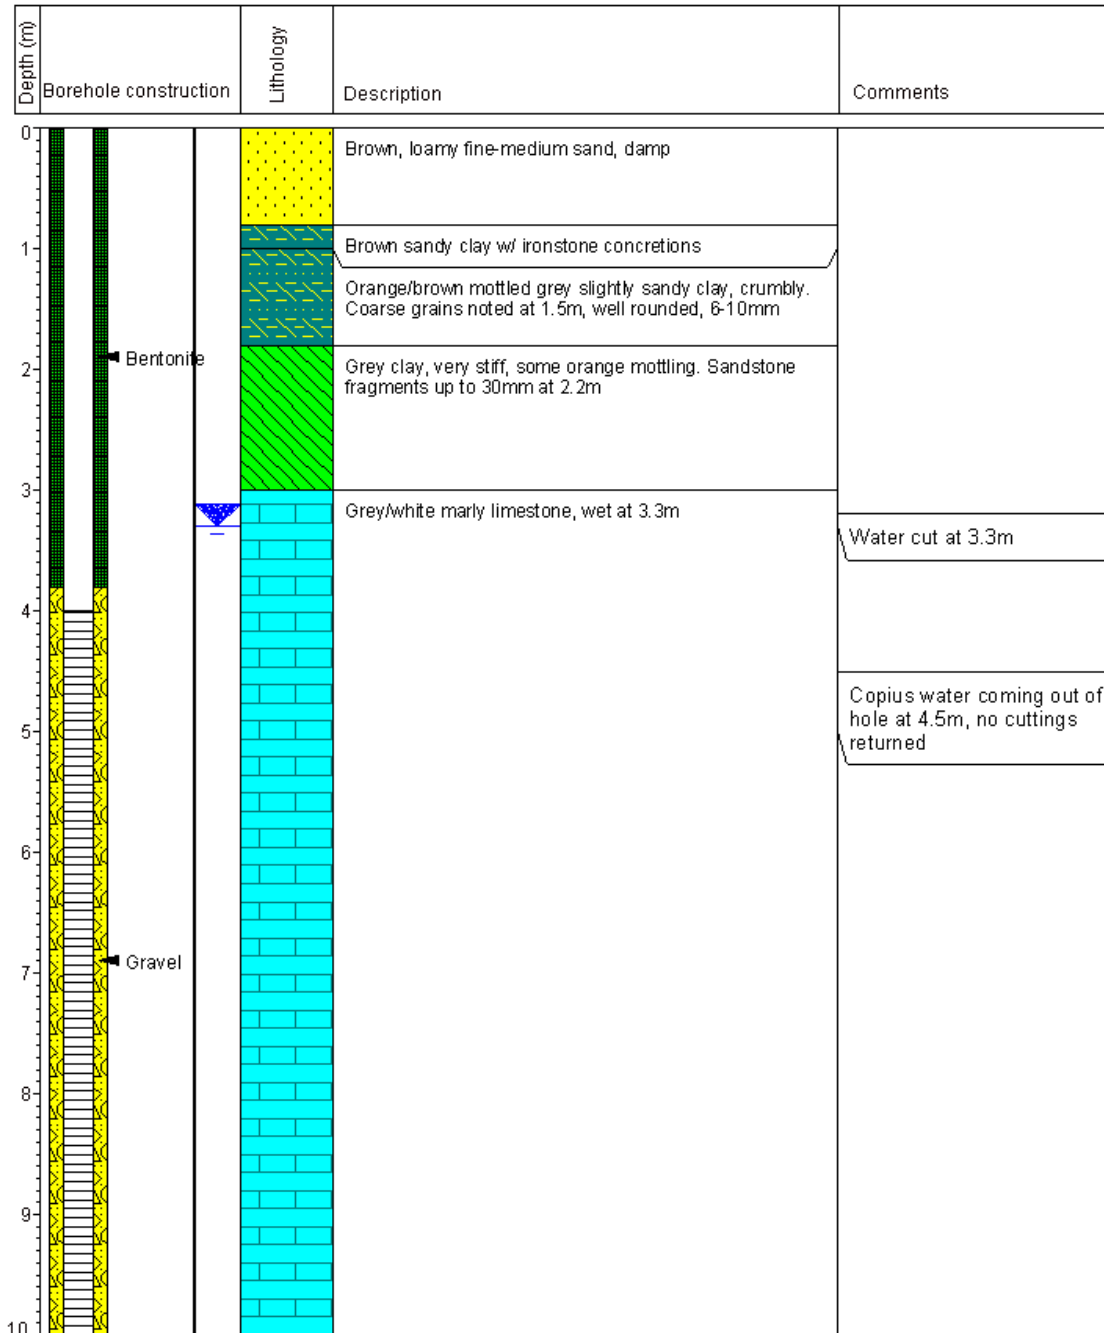 Depth (m)
Borehole construction
Lithology
Description
Comments
0
Brown, loamy fine-medium sand, damp
1
Brown sandy clay w/ ironstone concretions
Orange/brown mottled grey slightly sandy clay, crumbly.
Coarse grains noted at 1.5m, well rounded, 6-10mm
Bentonite
2
Grey clay, very stiff, some orange mottling. Sandstone
fragments up to 30mm at 2.2m
3
Grey/white marly limestone, wet at 3.3m
Water cut at 3.3m
4
Copius water coming out of
hole at 4.5m, no cuttings
returned
5
6
Gravel
7
8
9
10